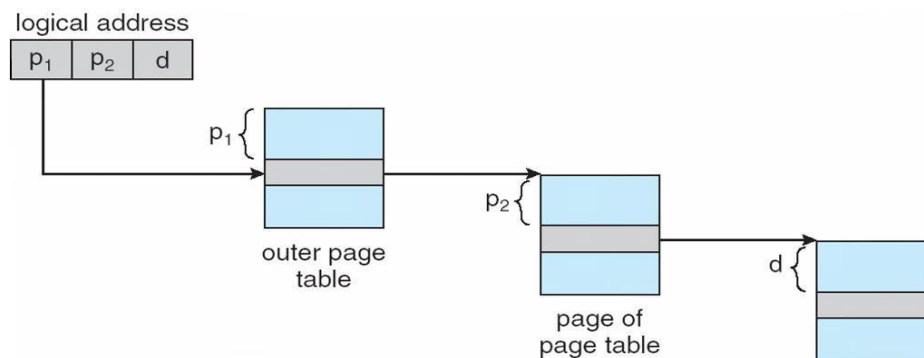 logical address
p₁ p₂ d
p₁
outer page
table
p₂
page of
page table
d